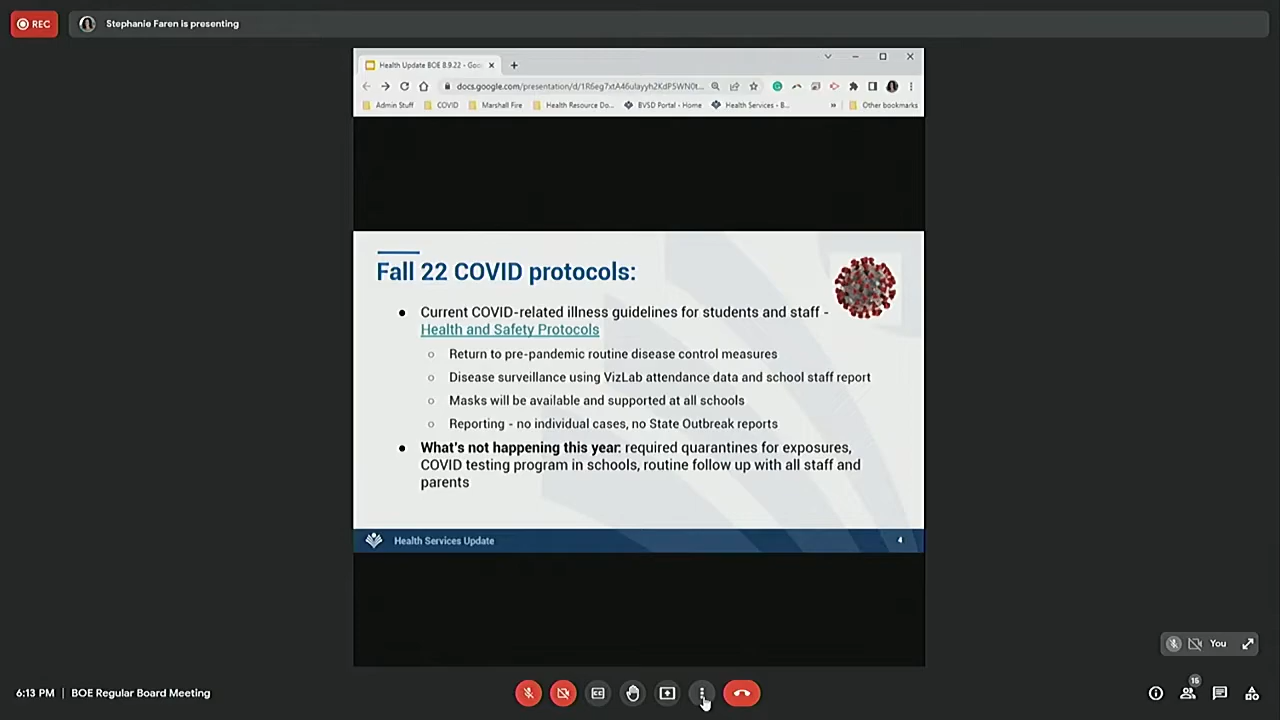 REC
Stephanie Faren is presenting
Health Update BOE 8.9.22 - Goo
Admin Stuff COVID Marshall Fire Health Resource Do... BVSD Portal - Home Health Services - B... » Other bookmarks
Fall 22 COVID protocols:
● Current COVID-related illness guidelines for students and staff -
Health and Safety Protocols
○ Return to pre-pandemic routine disease control measures
○ Disease surveillance using VizLab attendance data and school staff report
○ Masks will be available and supported at all schools
○ Reporting - no individual cases, no State Outbreak reports
● What's not happening this year: required quarantines for exposures,
COVID testing program in schools, routine follow up with all staff and
parents
Health Services Update 4
You
6:13 PM | BOE Regular Board Meeting
15